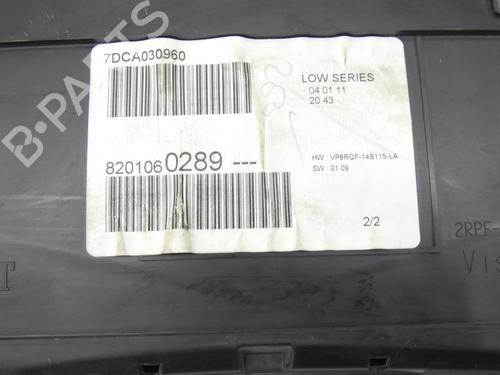 7DCA030960
LOW SERIES
04 01 11
20 43
8201060289 ---
HW : VP8RQF-14B115-LA
SW : 01.09
2/2
2RPF-